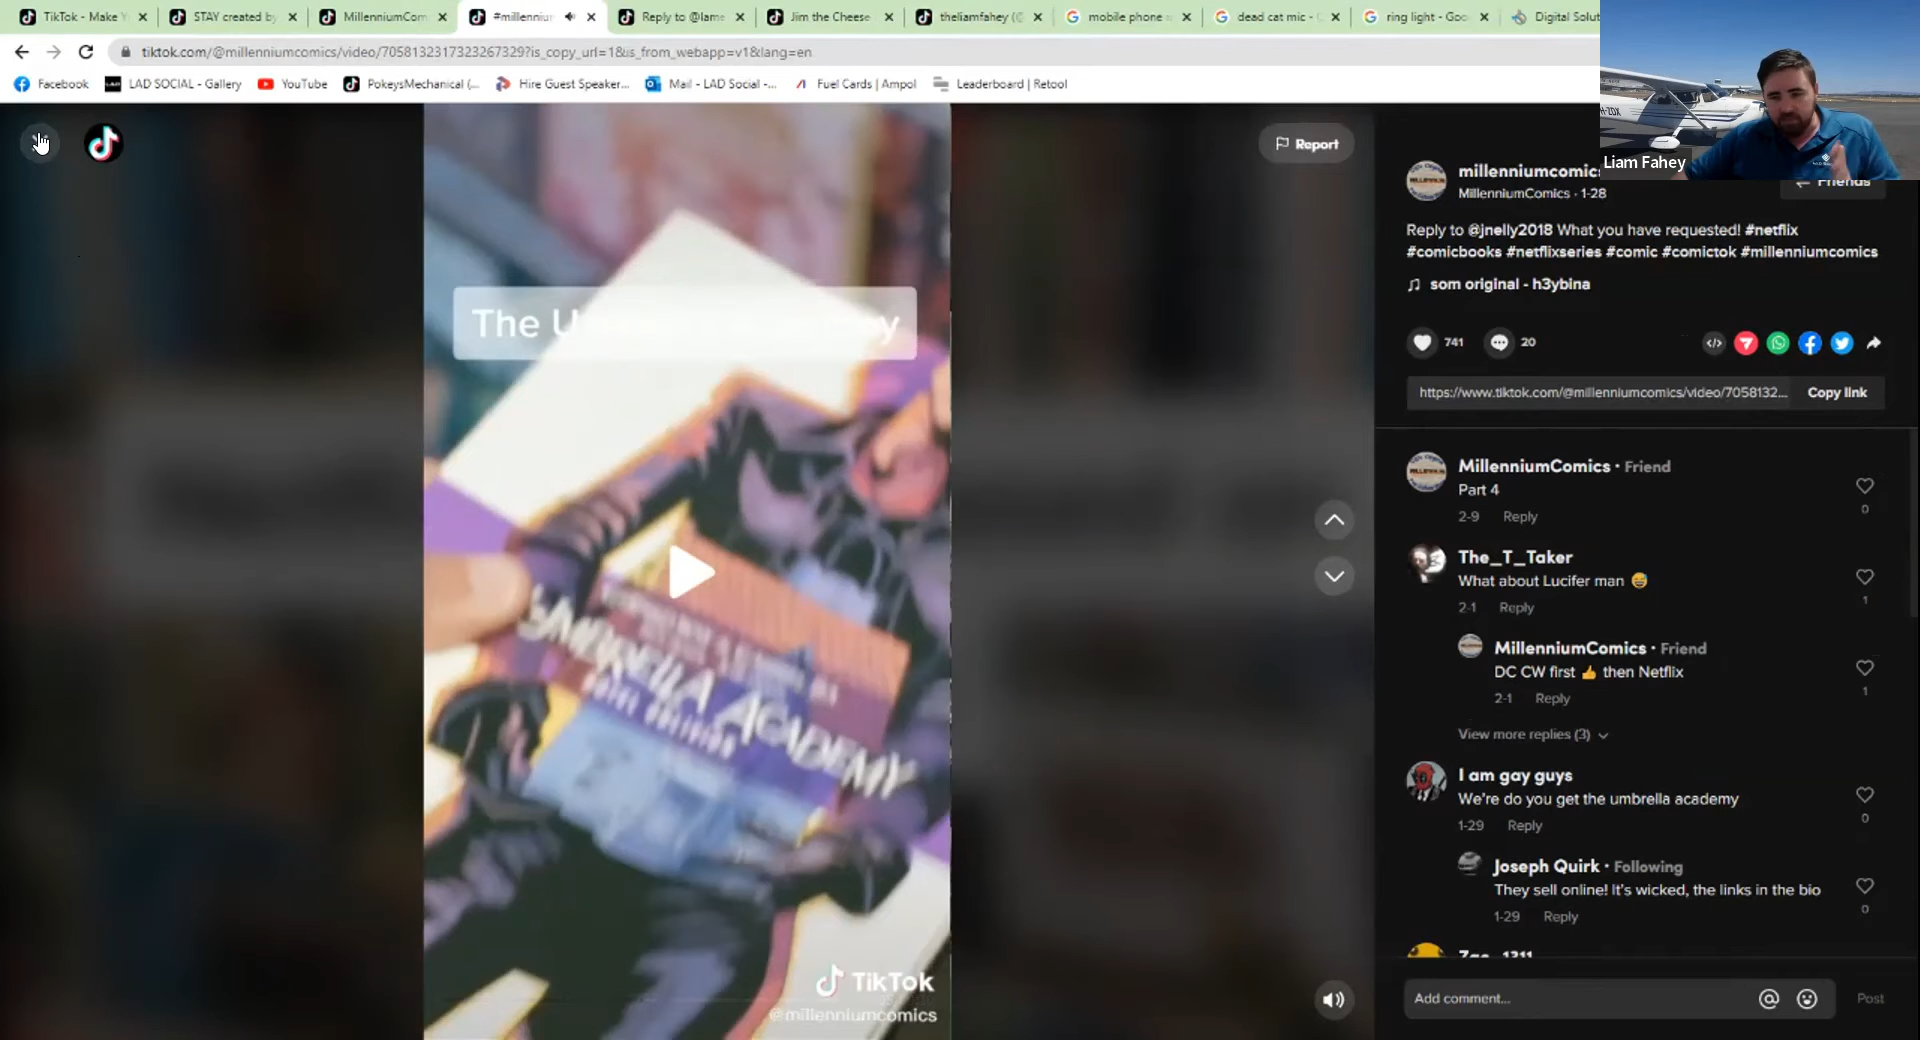 TikTok - Make Y
STAY created by
MillenniumCom
#millenniu
Reply to @lame
Jim the Cheese
theliamfahey (@
mobile phone
dead cat mic -
ring light - Goo
Digital Solut
tiktok.com/@millenniumcomics/video/7058132317323267329?is_copy_url=1&is_from_webapp=v1&lang=en
Facebook
LAD SOCIAL - Gallery
YouTube
PokeysMechanical (...
Hire Guest Speaker...
Mail - LAD Social -...
Fuel Cards | Ampol
Leaderboard | Retool
Liam Fahey
Report
The U
UMBRELLA ACADEMY
HOTEL OBLIVION
TikTok
@millenniumcomics
millenniumcomics
MillenniumComics · 1-28
Friends
Reply to @jnelly2018 What you have requested! #netflix
#comicbooks #netflixseries #comic #comictok #millenniumcomics
som original - h3ybina
741
20
https://www.tiktok.com/@millenniumcomics/video/7058132...
Copy link
MillenniumComics · Friend
Part 4
2-9 Reply
0
The_T_Taker
What about Lucifer man 😅
2-1 Reply
1
MillenniumComics · Friend
DC CW first 👍 then Netflix
2-1 Reply
1
View more replies (3)
I am gay guys
We're do you get the umbrella academy
1-29 Reply
0
Joseph Quirk · Following
They sell online! It's wicked, the links in the bio
1-29 Reply
0
Zac_1311
Add comment...
Post